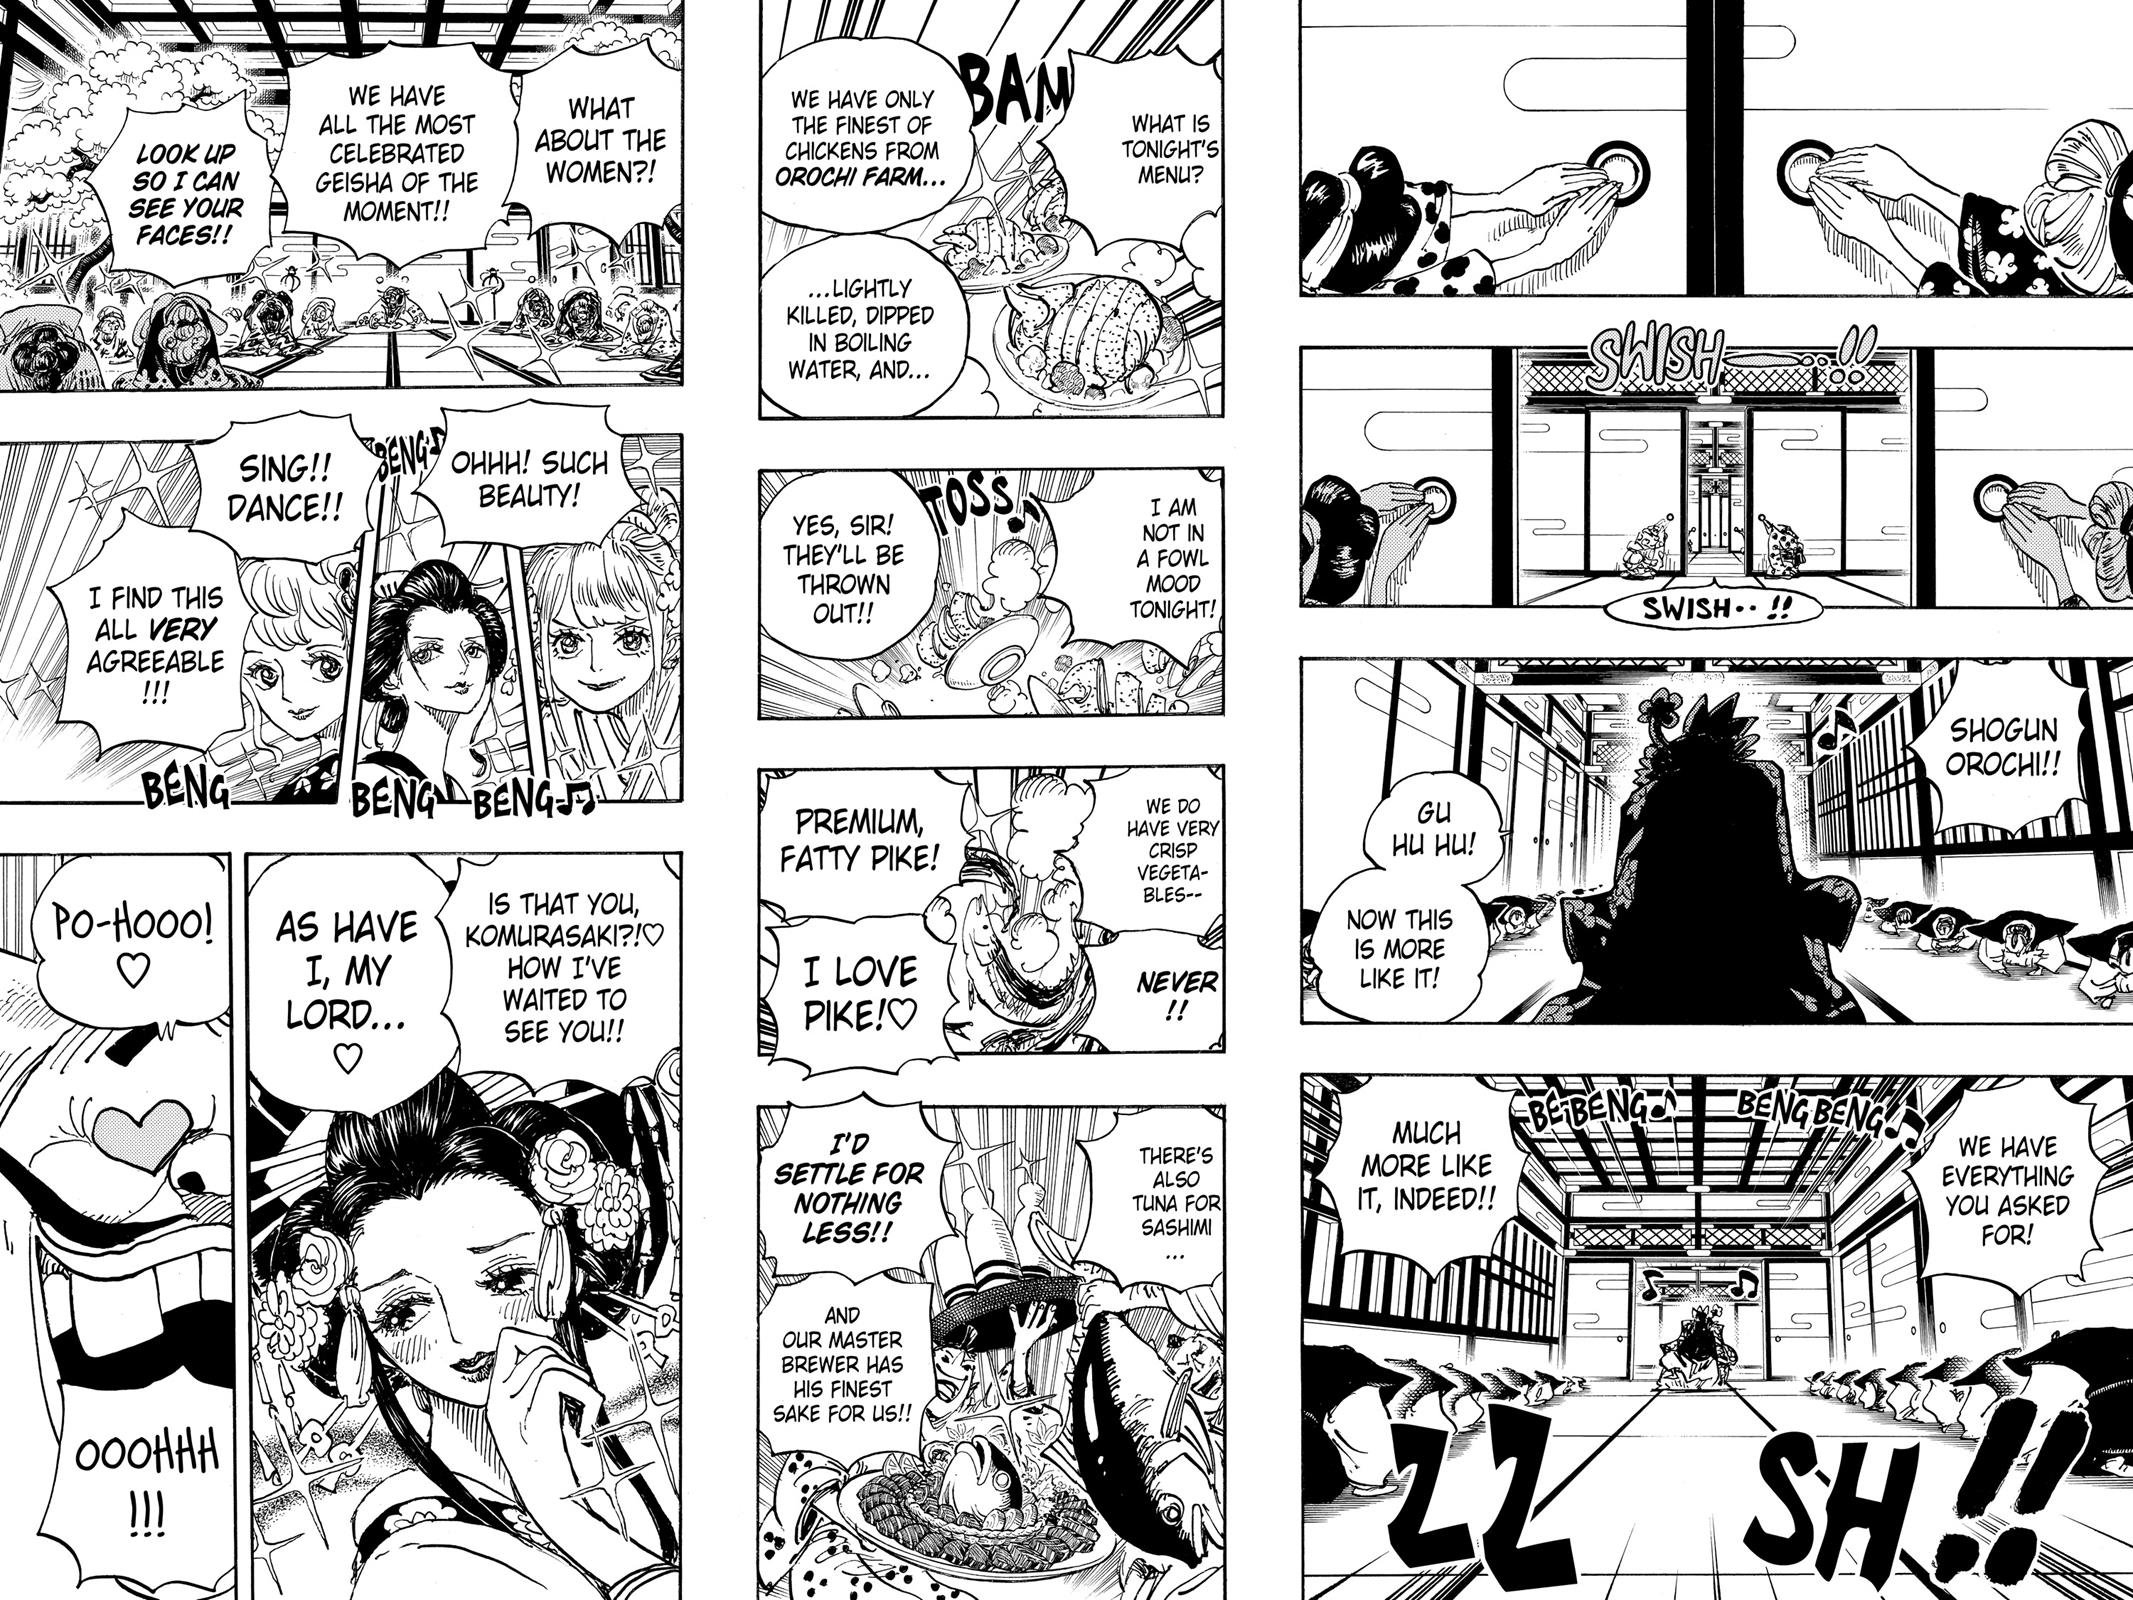 SWISH
!!
SWISH..!!
SHOGUN
OROCHI!!
GU
HU HU!
NOW THIS
IS MORE
LIKE IT!
BE-BENG♪
BENG BENG♫
WE HAVE
EVERYTHING
YOU ASKED
FOR!
MUCH
MORE LIKE
IT, INDEED!!
ZZ
SH!!
BAM
WHAT IS
TONIGHT'S
MENU?
WE HAVE ONLY
THE FINEST OF
CHICKENS FROM
OROCHI FARM...
...LIGHTLY
KILLED, DIPPED
IN BOILING
WATER, AND...
I AM
NOT IN
A FOWL
MOOD
TONIGHT!
TOSS♪
YES, SIR!
THEY'LL BE
THROWN
OUT!!
WE DO
HAVE VERY
CRISP
VEGETA-
BLES--
NEVER
!!
PREMIUM,
FATTY PIKE!
I LOVE
PIKE!♡
THERE'S
ALSO
TUNA FOR
SASHIMI
...
I'D
SETTLE FOR
NOTHING
LESS!!
AND
OUR MASTER
BREWER HAS
HIS FINEST
SAKE FOR US!!
WHAT
ABOUT THE
WOMEN?!
WE HAVE
ALL THE MOST
CELEBRATED
GEISHA OF THE
MOMENT!!
LOOK UP
SO I CAN
SEE YOUR
FACES!!
OHHH! SUCH
BEAUTY!
BENG♪
SING!!
DANCE!!
I FIND THIS
ALL VERY
AGREEABLE
!!!
BENG
BENG
BENG♫
IS THAT YOU,
KOMURASAKI?!♡
HOW I'VE
WAITED TO
SEE YOU!!
AS HAVE
I, MY
LORD...
♡
PO-HOOO!
♡
OOOHHH
!!!